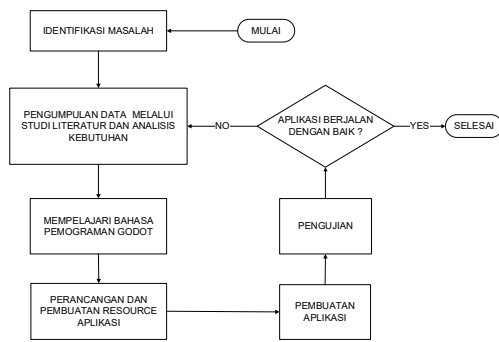 MULAI
IDENTIFIKASI MASALAH
PENGUMPULAN DATA MELALUI
STUDI LITERATUR DAN ANALISIS
KEBUTUHAN
MEMPELAJARI BAHASA
PEMOGRAMAN GODOT
PERANCANGAN DAN
PEMBUATAN RESOURCE
APLIKASI
PEMBUATAN
APLIKASI
PENGUJIAN
APLIKASI BERJALAN
DENGAN BAIK ?
NO
YES
SELESAI